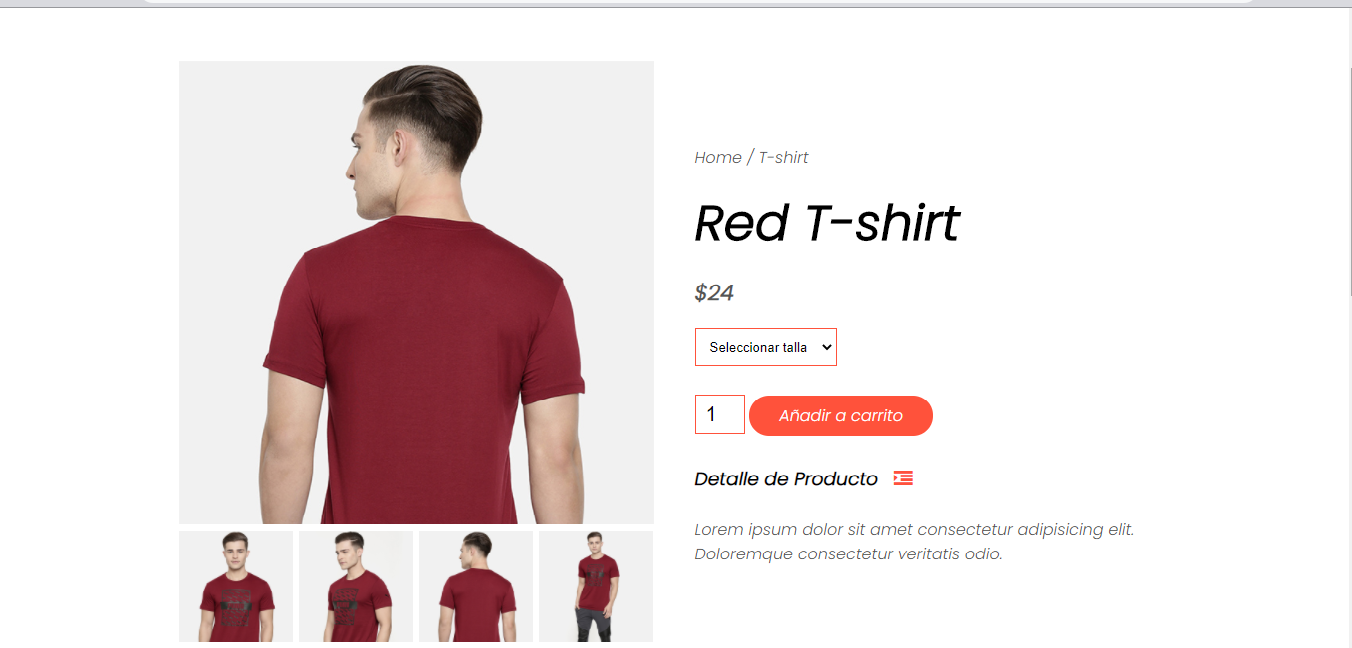 Home / T-shirt
Red T-shirt
$24
Seleccionar talla
1
Añadir a carrito
Detalle de Producto
Lorem ipsum dolor sit amet consectetur adipisicing elit.
Doloremque consectetur veritatis odio.